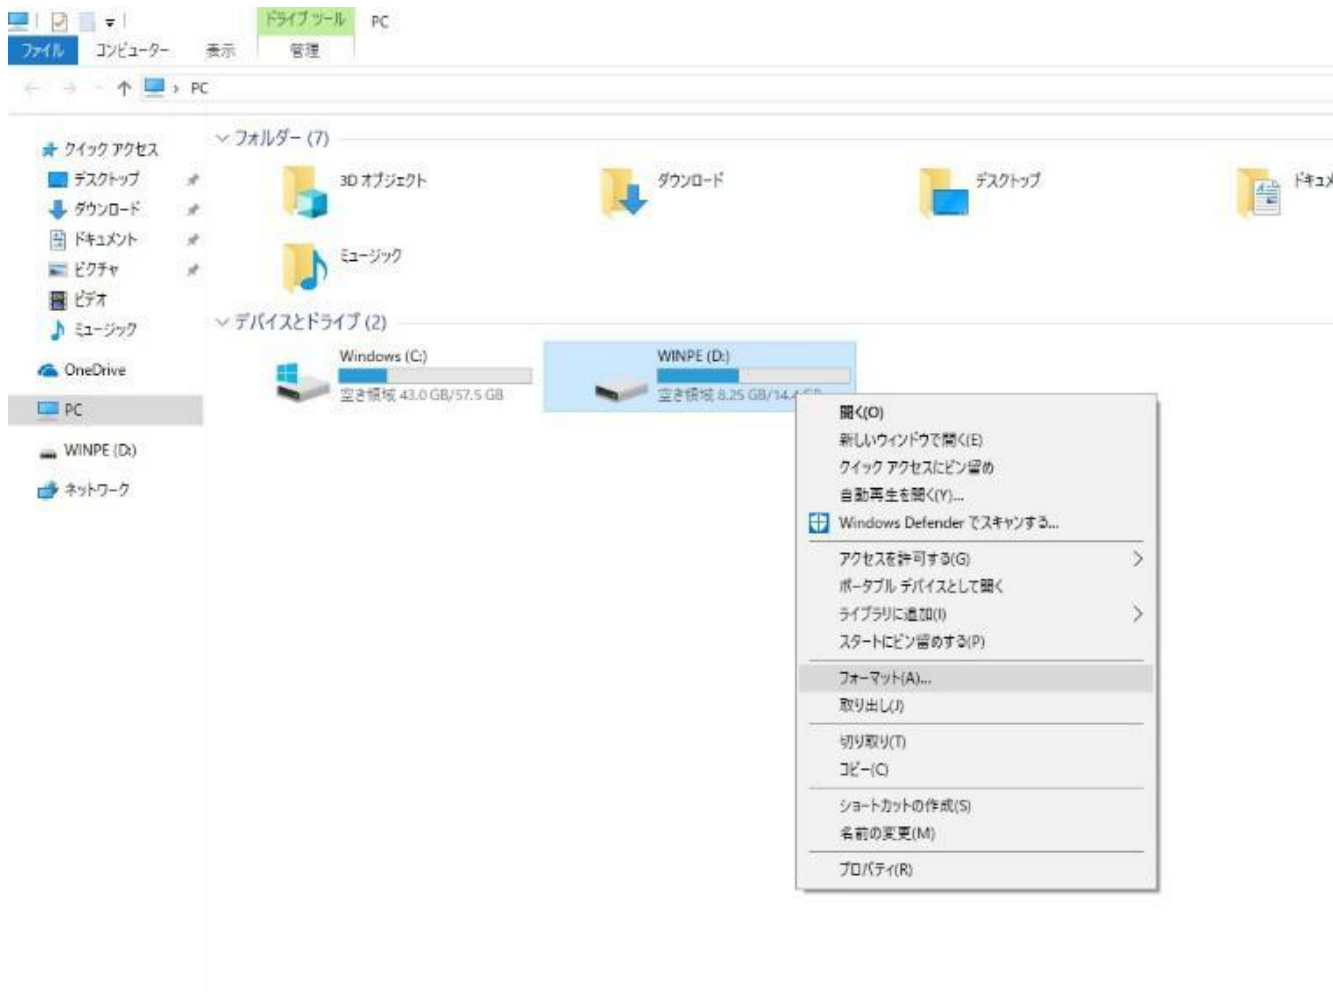 ドライブ ツール
PC
ファイル
コンピューター
表示
管理
› PC
クイック アクセス
デスクトップ
ダウンロード
ドキュメント
ピクチャ
ビデオ
ミュージック
OneDrive
PC
WINPE (D:)
ネットワーク
フォルダー (7)
3D オブジェクト
ダウンロード
デスクトップ
ドキュメ
ミュージック
デバイスとドライブ (2)
Windows (C:)
空き領域 43.0 GB/57.5 GB
WINPE (D:)
空き領域 8.25 GB/14.4 GB
開く(O)
新しいウィンドウで開く(E)
クイック アクセスにピン留め
自動再生を開く(Y)...
Windows Defender でスキャンする...
アクセスを許可する(G)
ポータブル デバイスとして開く
ライブラリに追加(I)
スタートにピン留めする(P)
フォーマット(A)...
取り出し(J)
切り取り(T)
コピー(C)
ショートカットの作成(S)
名前の変更(M)
プロパティ(R)